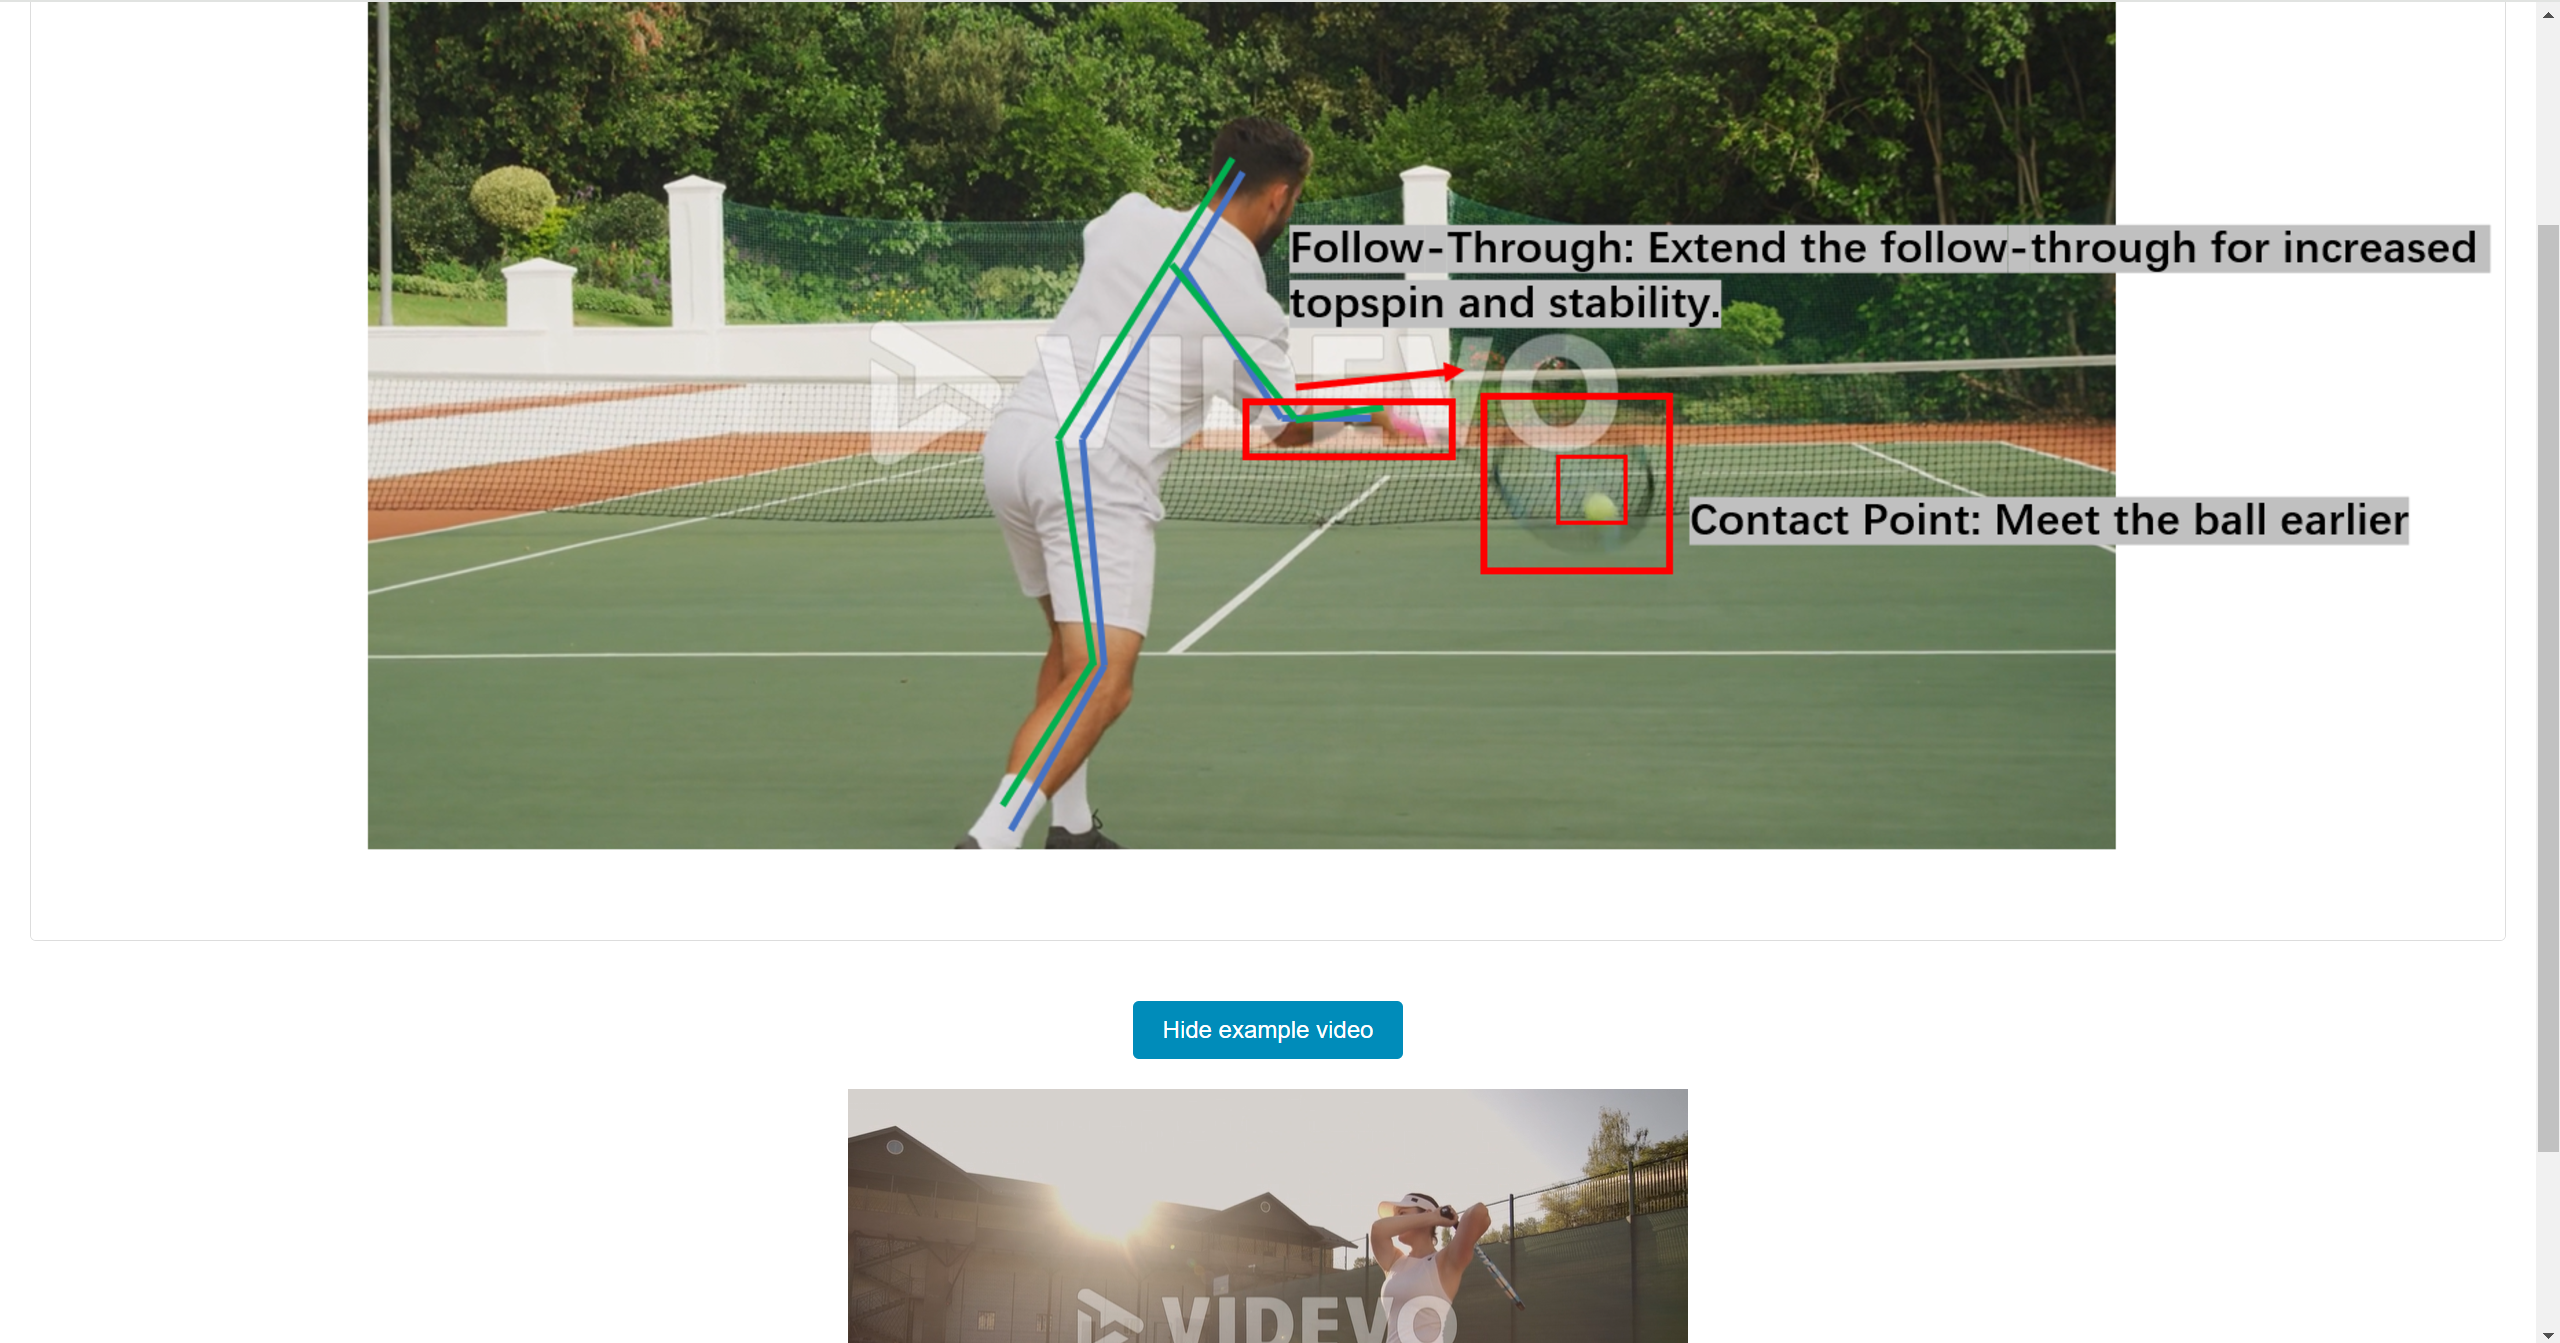 Follow-Through: Extend the follow-through for increased
topspin and stability.
VIDEVO
Contact Point: Meet the ball earlier
Hide example video
VIDEVO